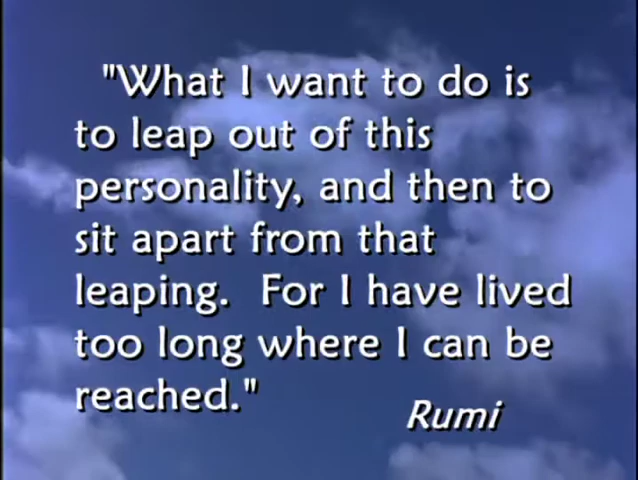 "What I want to do is
to leap out of this
personality, and then to
sit apart from that
leaping.  For I have lived
too long where I can be
reached."
Rumi